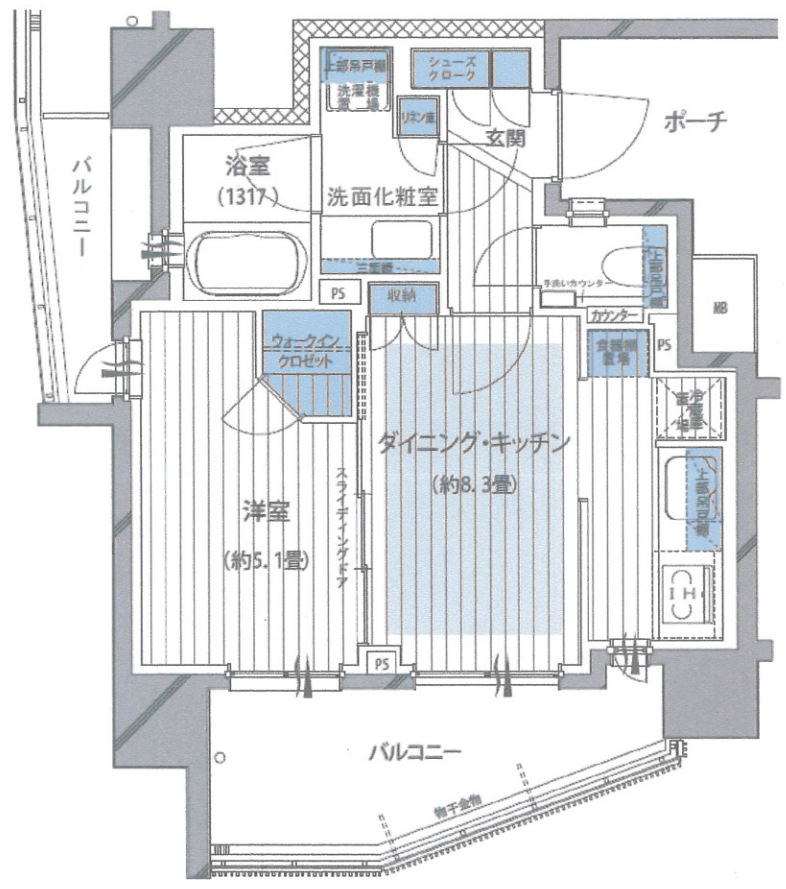 上部吊戸棚
洗濯機
置場
シューズ
クローク
リネン庫
玄関
ポーチ
バルコニー
浴室
(1317)
洗面化粧室
三面鏡
PS
収納
手洗いカウンター
上部吊戸棚
カウンター
MB
ウォークイン
クロゼット
食器棚
置場
PS
冷蔵庫
置場
ダイニング・キッチン
(約8.3畳)
洋室
(約5.1畳)
スライディングドア
上部吊戸棚
IH
PS
バルコニー
物干金物